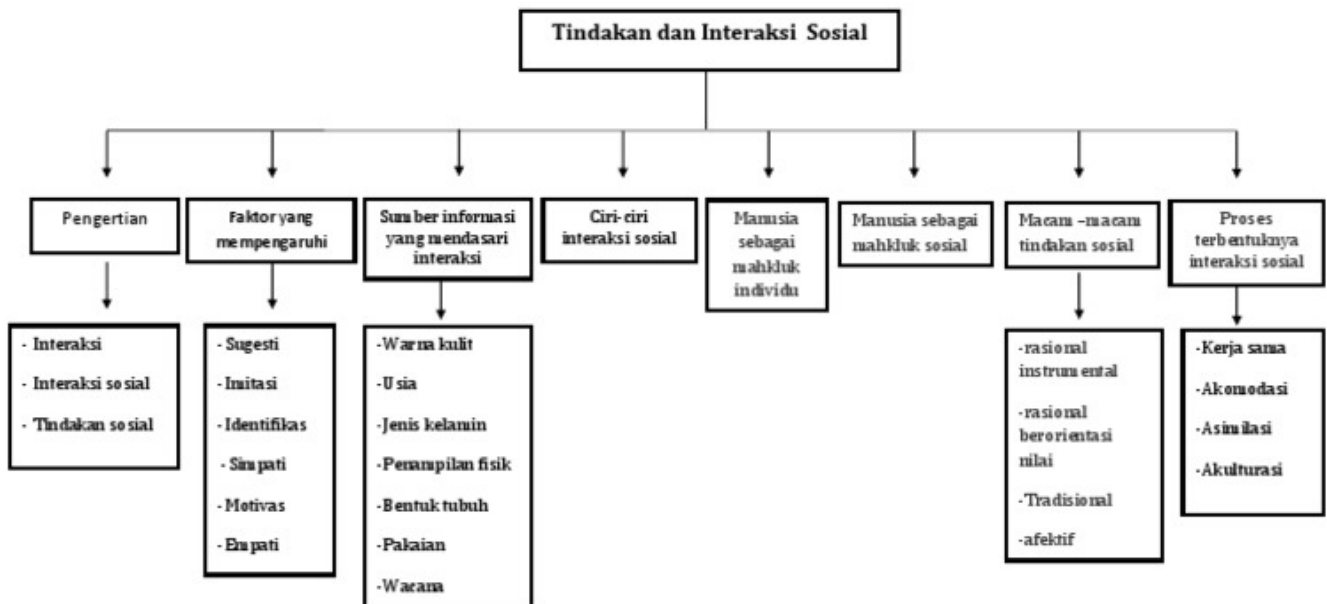 Tindakan dan Interaksi Sosial
Pengertian
Faktor yang
mempengaruhi
Sumber informasi
yang mendasari
interaksi
Ciri-ciri
interaksi sosial
Manusia
sebagai
mahkluk
individu
Manusia sebagai
mahkluk sosial
Macam -macam
tindakan sosial
Proses
terbentuknya
interaksi sosial
- Interaksi
- Interaksi sosial
- Tindakan sosial
- Sugesti
- Imitasi
- Identifikas
- Simpati
- Motivas
- Empati
-Warna kulit
-Usia
-Jenis kelamin
-Penampilan fisik
-Bentuk tubuh
-Pakaian
-Wacana
-rasional
instrumental
-rasional
berorientasi
nilai
-Tradisional
-afektif
-Kerja sama
-Akomodasi
-Asimilasi
-Akulturasi